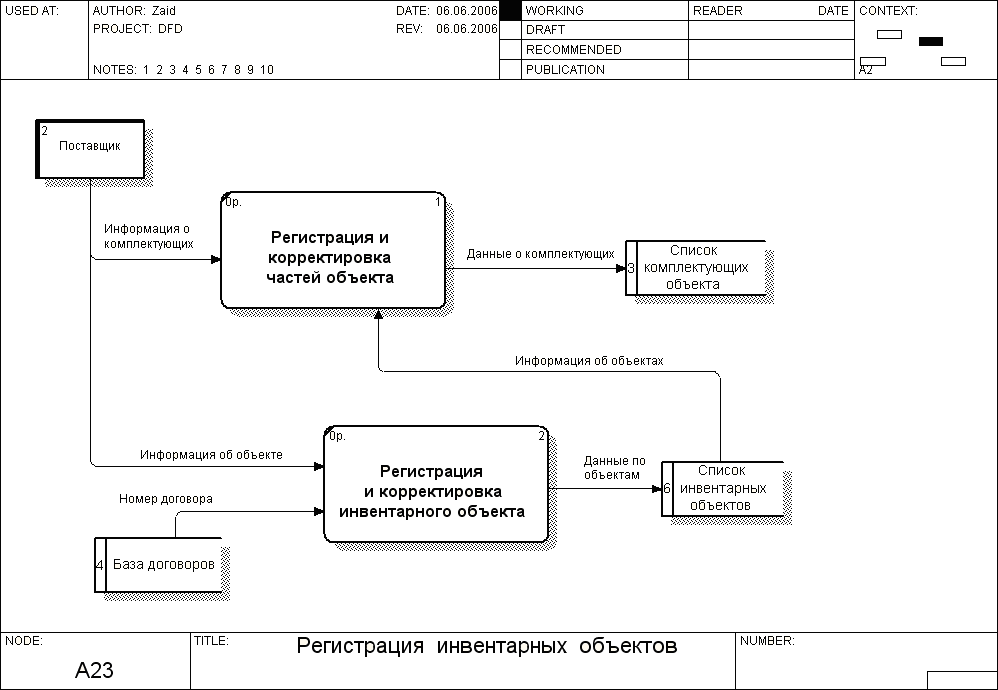 USED AT:
AUTHOR: Zaid
DATE: 06.06.2006
PROJECT: DFD
REV: 06.06.2006
NOTES: 1 2 3 4 5 6 7 8 9 10
WORKING
DRAFT
RECOMMENDED
PUBLICATION
READER
DATE
CONTEXT:
A2
2
Поставщик
Информация о
комплектующих
0р.
1
Регистрация и
корректировка
частей объекта
Данные о комплектующих
3
Список
комплектующих
объекта
Информация об объектах
Информация об объекте
0р.
2
Регистрация
и корректировка
инвентарного объекта
Данные по
объектам
6
Список
инвентарных
объектов
Номер договора
4
База договоров
NODE:
A23
TITLE:
Регистрация инвентарных объектов
NUMBER: